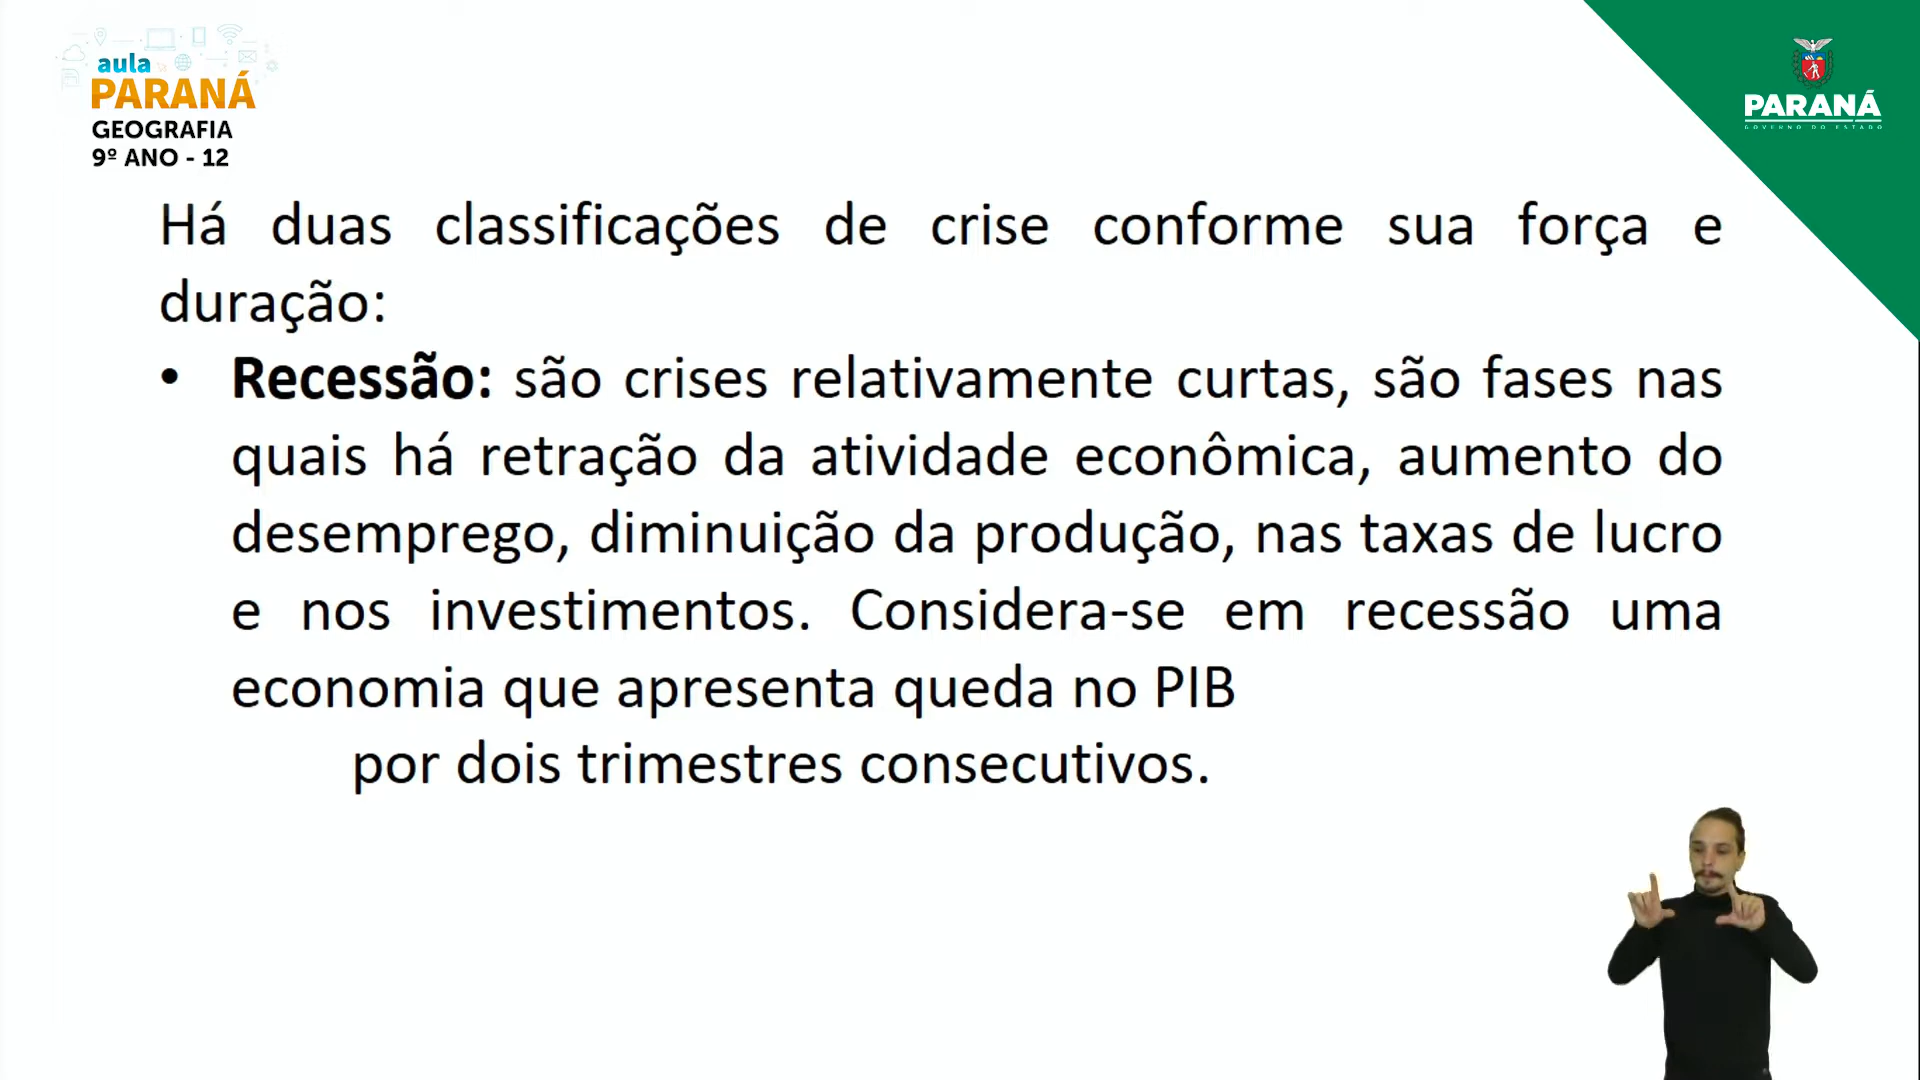 aula
PARANÁ
GEOGRAFIA
9º ANO - 12
PARANÁ
GOVERNO DO ESTADO
Há duas classificações de crise conforme sua força e
duração:
• Recessão: são crises relativamente curtas, são fases nas
quais há retração da atividade econômica, aumento do
desemprego, diminuição da produção, nas taxas de lucro
e nos investimentos. Considera-se em recessão uma
economia que apresenta queda no PIB
por dois trimestres consecutivos.